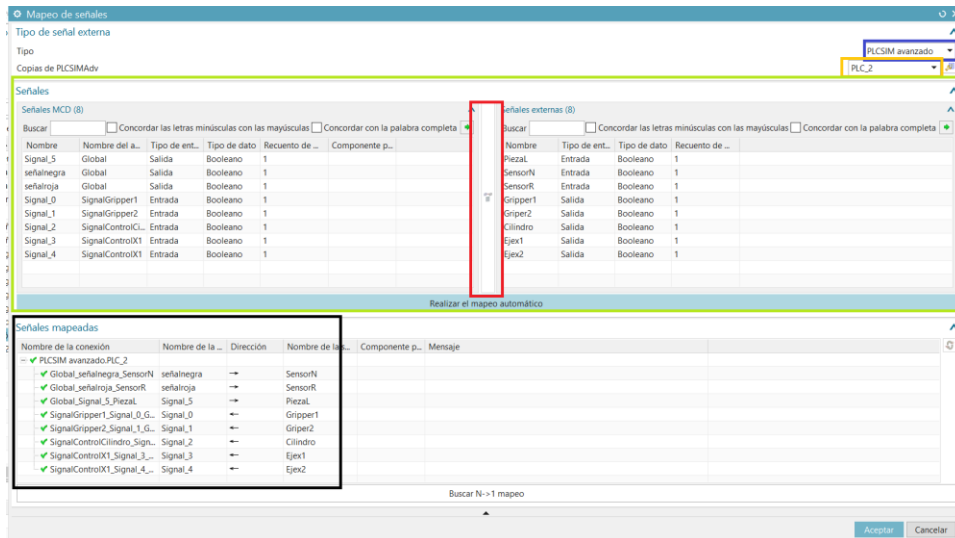 Mapeo de señales
Tipo de señal externa
Tipo PLCSIM avanzado
Copias de PLCSIMAdv PLC_2
Señales
Señales MCD (8)
Buscar Concordar las letras minúsculas con las mayúsculas Concordar con la palabra completa
Nombre Nombre del a... Tipo de ent... Tipo de dato Recuento de ... Componente p...
Signal_5 Global Salida Booleano 1
señalnegra Global Salida Booleano 1
señalroja Global Salida Booleano 1
Signal_0 SignalGripper1 Entrada Booleano 1
Signal_1 SignalGripper2 Entrada Booleano 1
Signal_2 SignalControlCi... Entrada Booleano 1
Signal_3 SignalControlX1 Entrada Booleano 1
Signal_4 SignalControlX1 Entrada Booleano 1
Señales externas (8)
Buscar Concordar las letras minúsculas con las mayúsculas Concordar con la palabra completa
Nombre Tipo de ent... Tipo de dato Recuento de ...
PiezaL Entrada Booleano 1
SensorN Entrada Booleano 1
SensorR Entrada Booleano 1
Gripper1 Salida Booleano 1
Griper2 Salida Booleano 1
Cilindro Salida Booleano 1
Ejex1 Salida Booleano 1
Ejex2 Salida Booleano 1
Realizar el mapeo automático
Señales mapeadas
Nombre de la conexión Nombre de la ... Dirección Nombre de la s... Componente p... Mensaje
PLCSIM avanzado.PLC_2
Global_señalnegra_SensorN señalnegra → SensorN
Global_señalroja_SensorR señalroja → SensorR
Global_Signal_5_PiezaL Signal_5 → PiezaL
SignalGripper1_Signal_0_G... Signal_0 ← Gripper1
SignalGripper2_Signal_1_G... Signal_1 ← Griper2
SignalControlCilindro_Sign... Signal_2 ← Cilindro
SignalControlX1_Signal_3_... Signal_3 ← Ejex1
SignalControlX1_Signal_4_... Signal_4 ← Ejex2
Buscar N->1 mapeo
Aceptar Cancelar